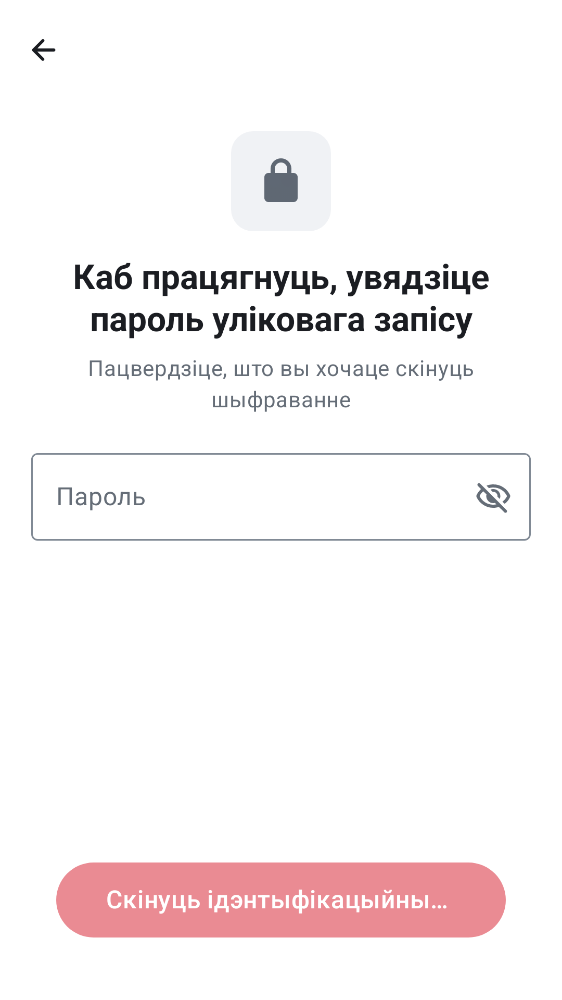 Каб працягнуць, увядзіце
пароль уліковага запісу
Пацвердзіце, што вы хочаце скінуць
шыфраванне
Пароль
Скінуць ідэнтыфікацыйны…